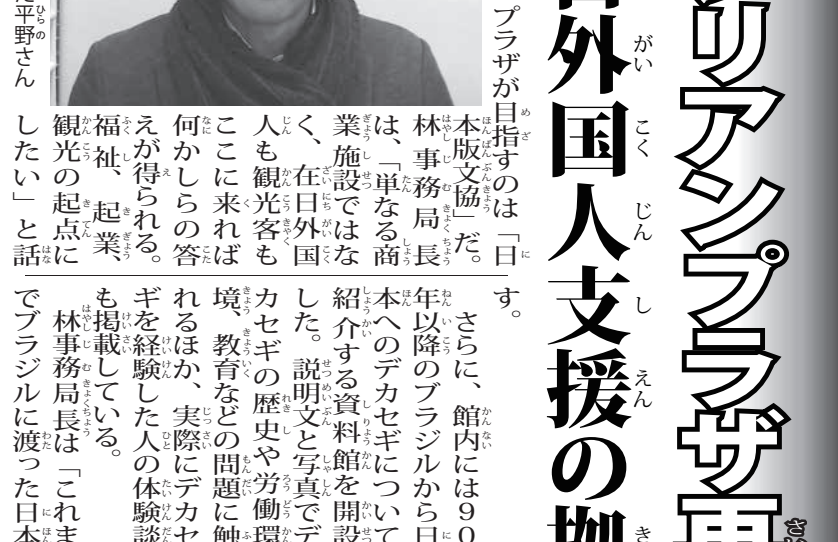 リアンプラザ再
外国人支援の拠
プラザが目指すのは「日
本版文協」だ。
林事務局長
は、「単なる商
業施設ではな
く、在日外国
人も観光客も
ここに来れば
何かしらの答
えが得られる。
福祉、起業、
観光の起点に
したい」と話
す。
さらに、館内には90
年以降のブラジルから日
本へのデカセギについて
紹介する資料館を開設
した。説明文と写真でデ
カセギの歴史や労働環
境、教育などの問題に触
れるほか、実際にデカセ
ギを経験した人の体験談
も掲載している。
林事務局長は「これま
でブラジルに渡った日本
平野さん